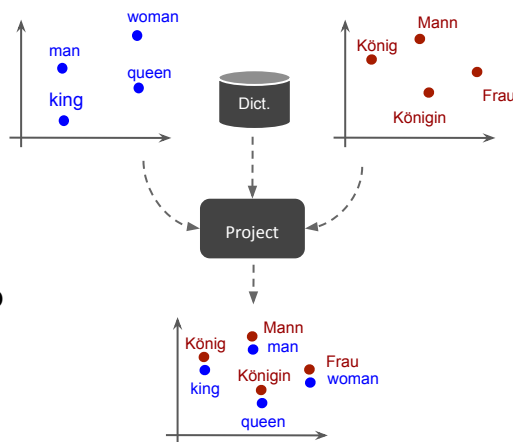 woman
man
queen
king
Dict.
König
Mann
Frau
Königin
Project
Mann
König
man
Frau
Königin
woman
king
queen